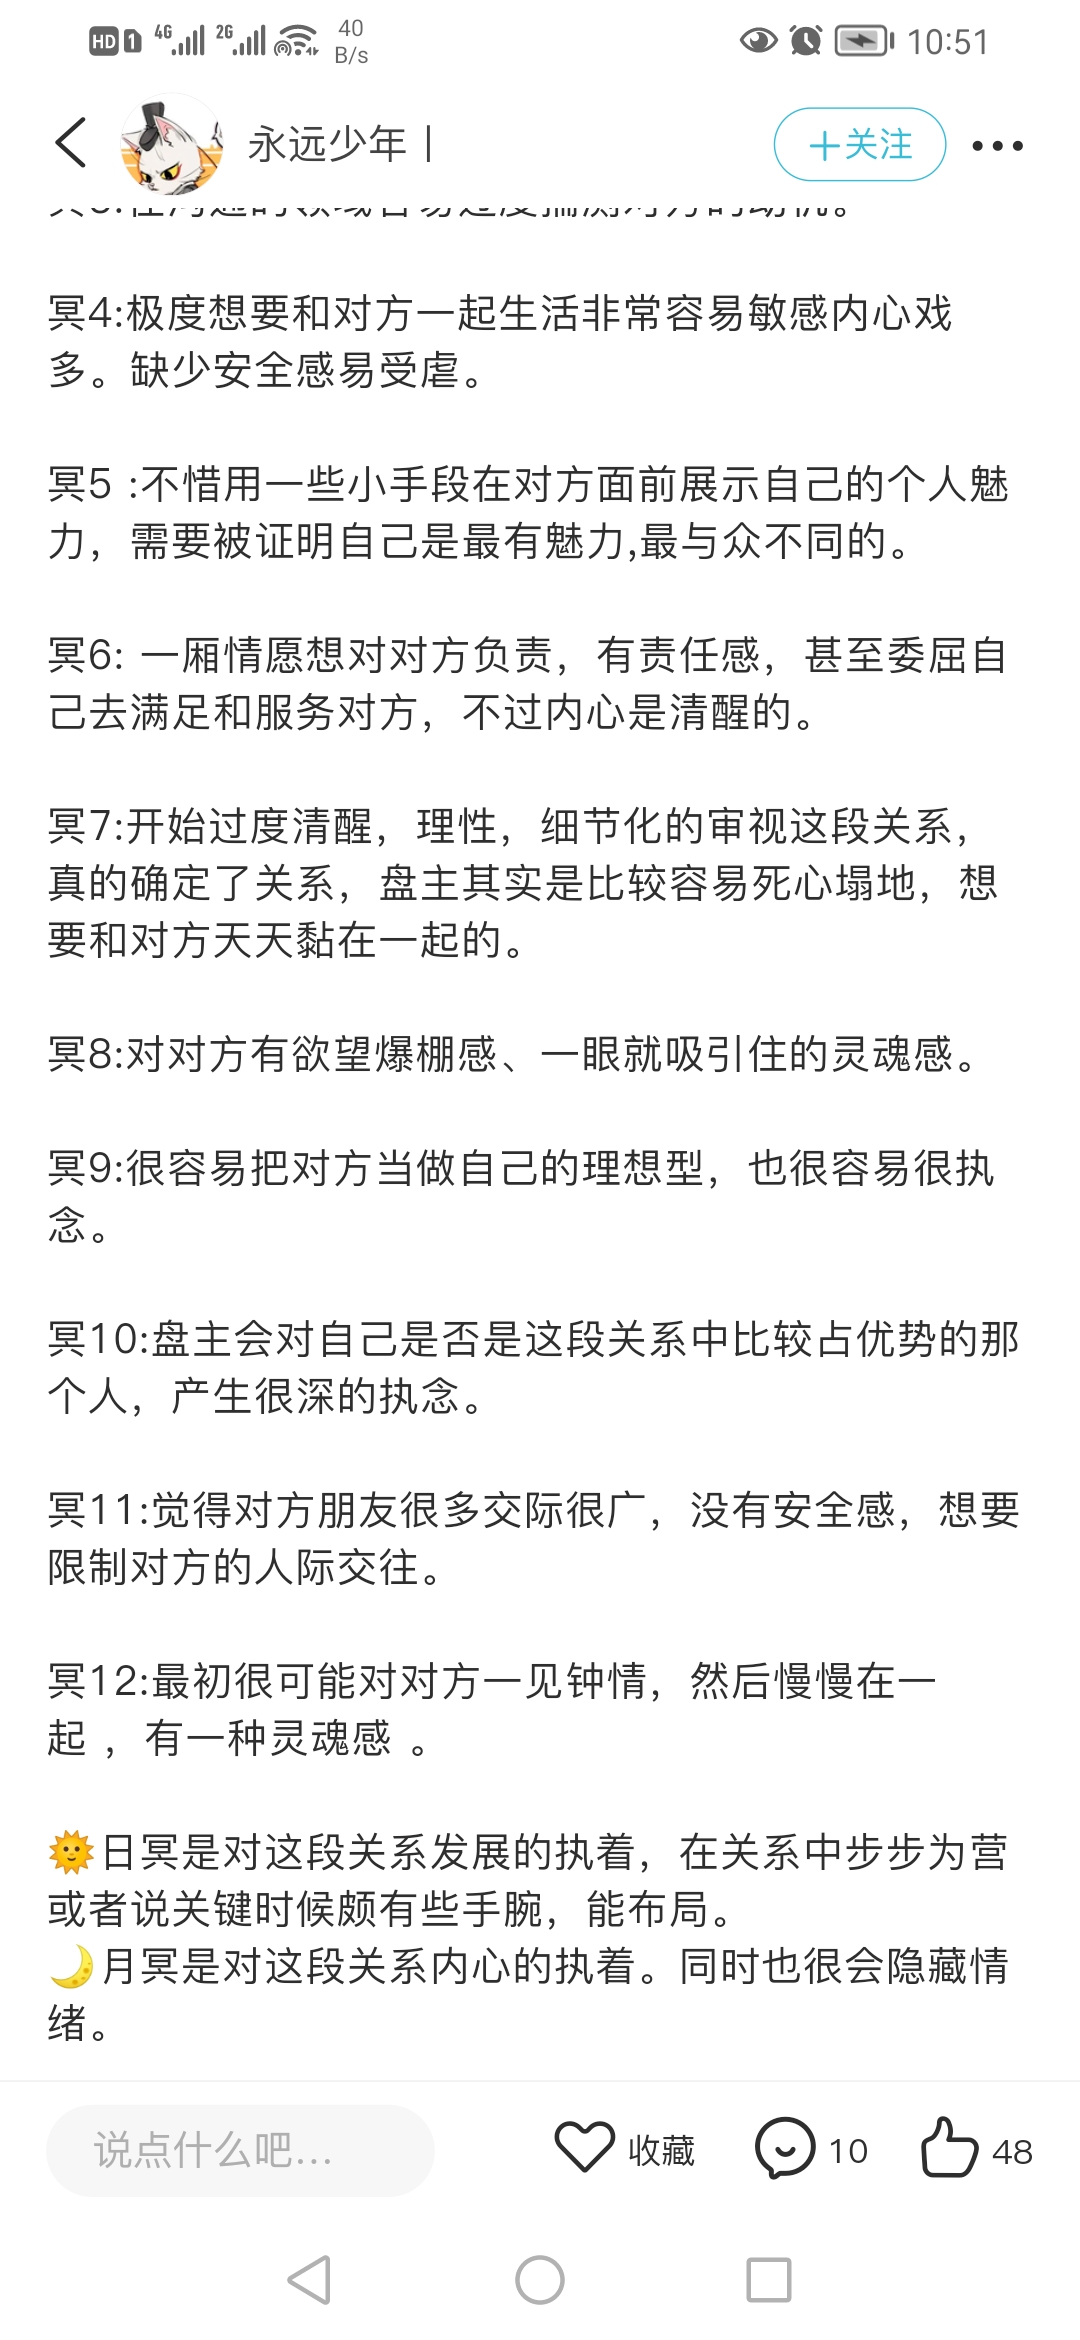 HD 1 4G 2G 40 B/s 10:51
永远少年丨
+关注
冥4:极度想要和对方一起生活非常容易敏感内心戏
多。缺少安全感易受虐。
冥5 :不惜用一些小手段在对方面前展示自己的个人魅
力，需要被证明自己是最有魅力,最与众不同的。
冥6: 一厢情愿想对对方负责，有责任感，甚至委屈自
己去满足和服务对方，不过内心是清醒的。
冥7:开始过度清醒，理性，细节化的审视这段关系，
真的确定了关系，盘主其实是比较容易死心塌地，想
要和对方天天黏在一起的。
冥8:对对方有欲望爆棚感、一眼就吸引住的灵魂感。
冥9:很容易把对方当做自己的理想型，也很容易很执
念。
冥10:盘主会对自己是否是这段关系中比较占优势的那
个人，产生很深的执念。
冥11:觉得对方朋友很多交际很广，没有安全感，想要
限制对方的人际交往。
冥12:最初很可能对对方一见钟情，然后慢慢在一
起 ，有一种灵魂感 。
🌞日冥是对这段关系发展的执着，在关系中步步为营
或者说关键时候颇有些手腕，能布局。
🌙月冥是对这段关系内心的执着。同时也很会隐藏情
绪。
说点什么吧...
收藏
10
48